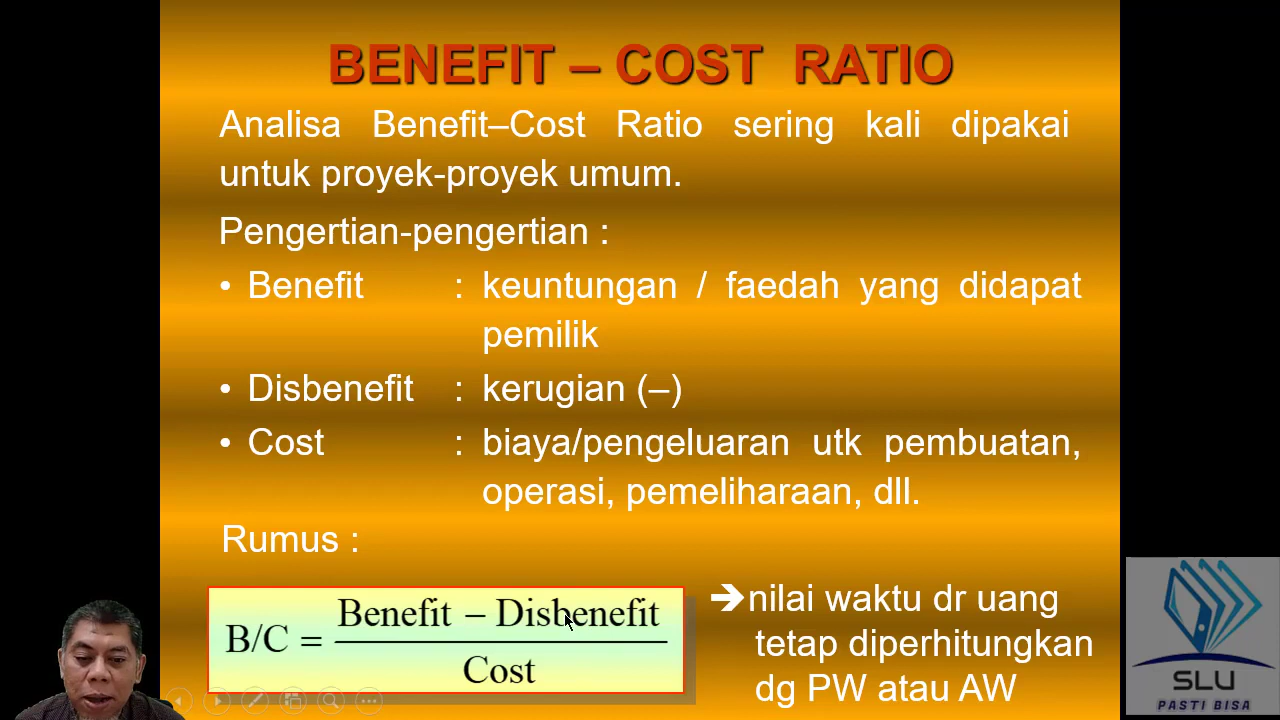 BENEFIT – COST RATIO
Analisa Benefit–Cost Ratio sering kali dipakai
untuk proyek-proyek umum.
Pengertian-pengertian :
• Benefit : keuntungan / faedah yang didapat
pemilik
• Disbenefit : kerugian (–)
• Cost : biaya/pengeluaran utk pembuatan,
operasi, pemeliharaan, dll.
Rumus :
B/C = Benefit – Disbenefit
Cost
➔ nilai waktu dr uang
tetap diperhitungkan
dg PW atau AW
SLU
PASTI BISA